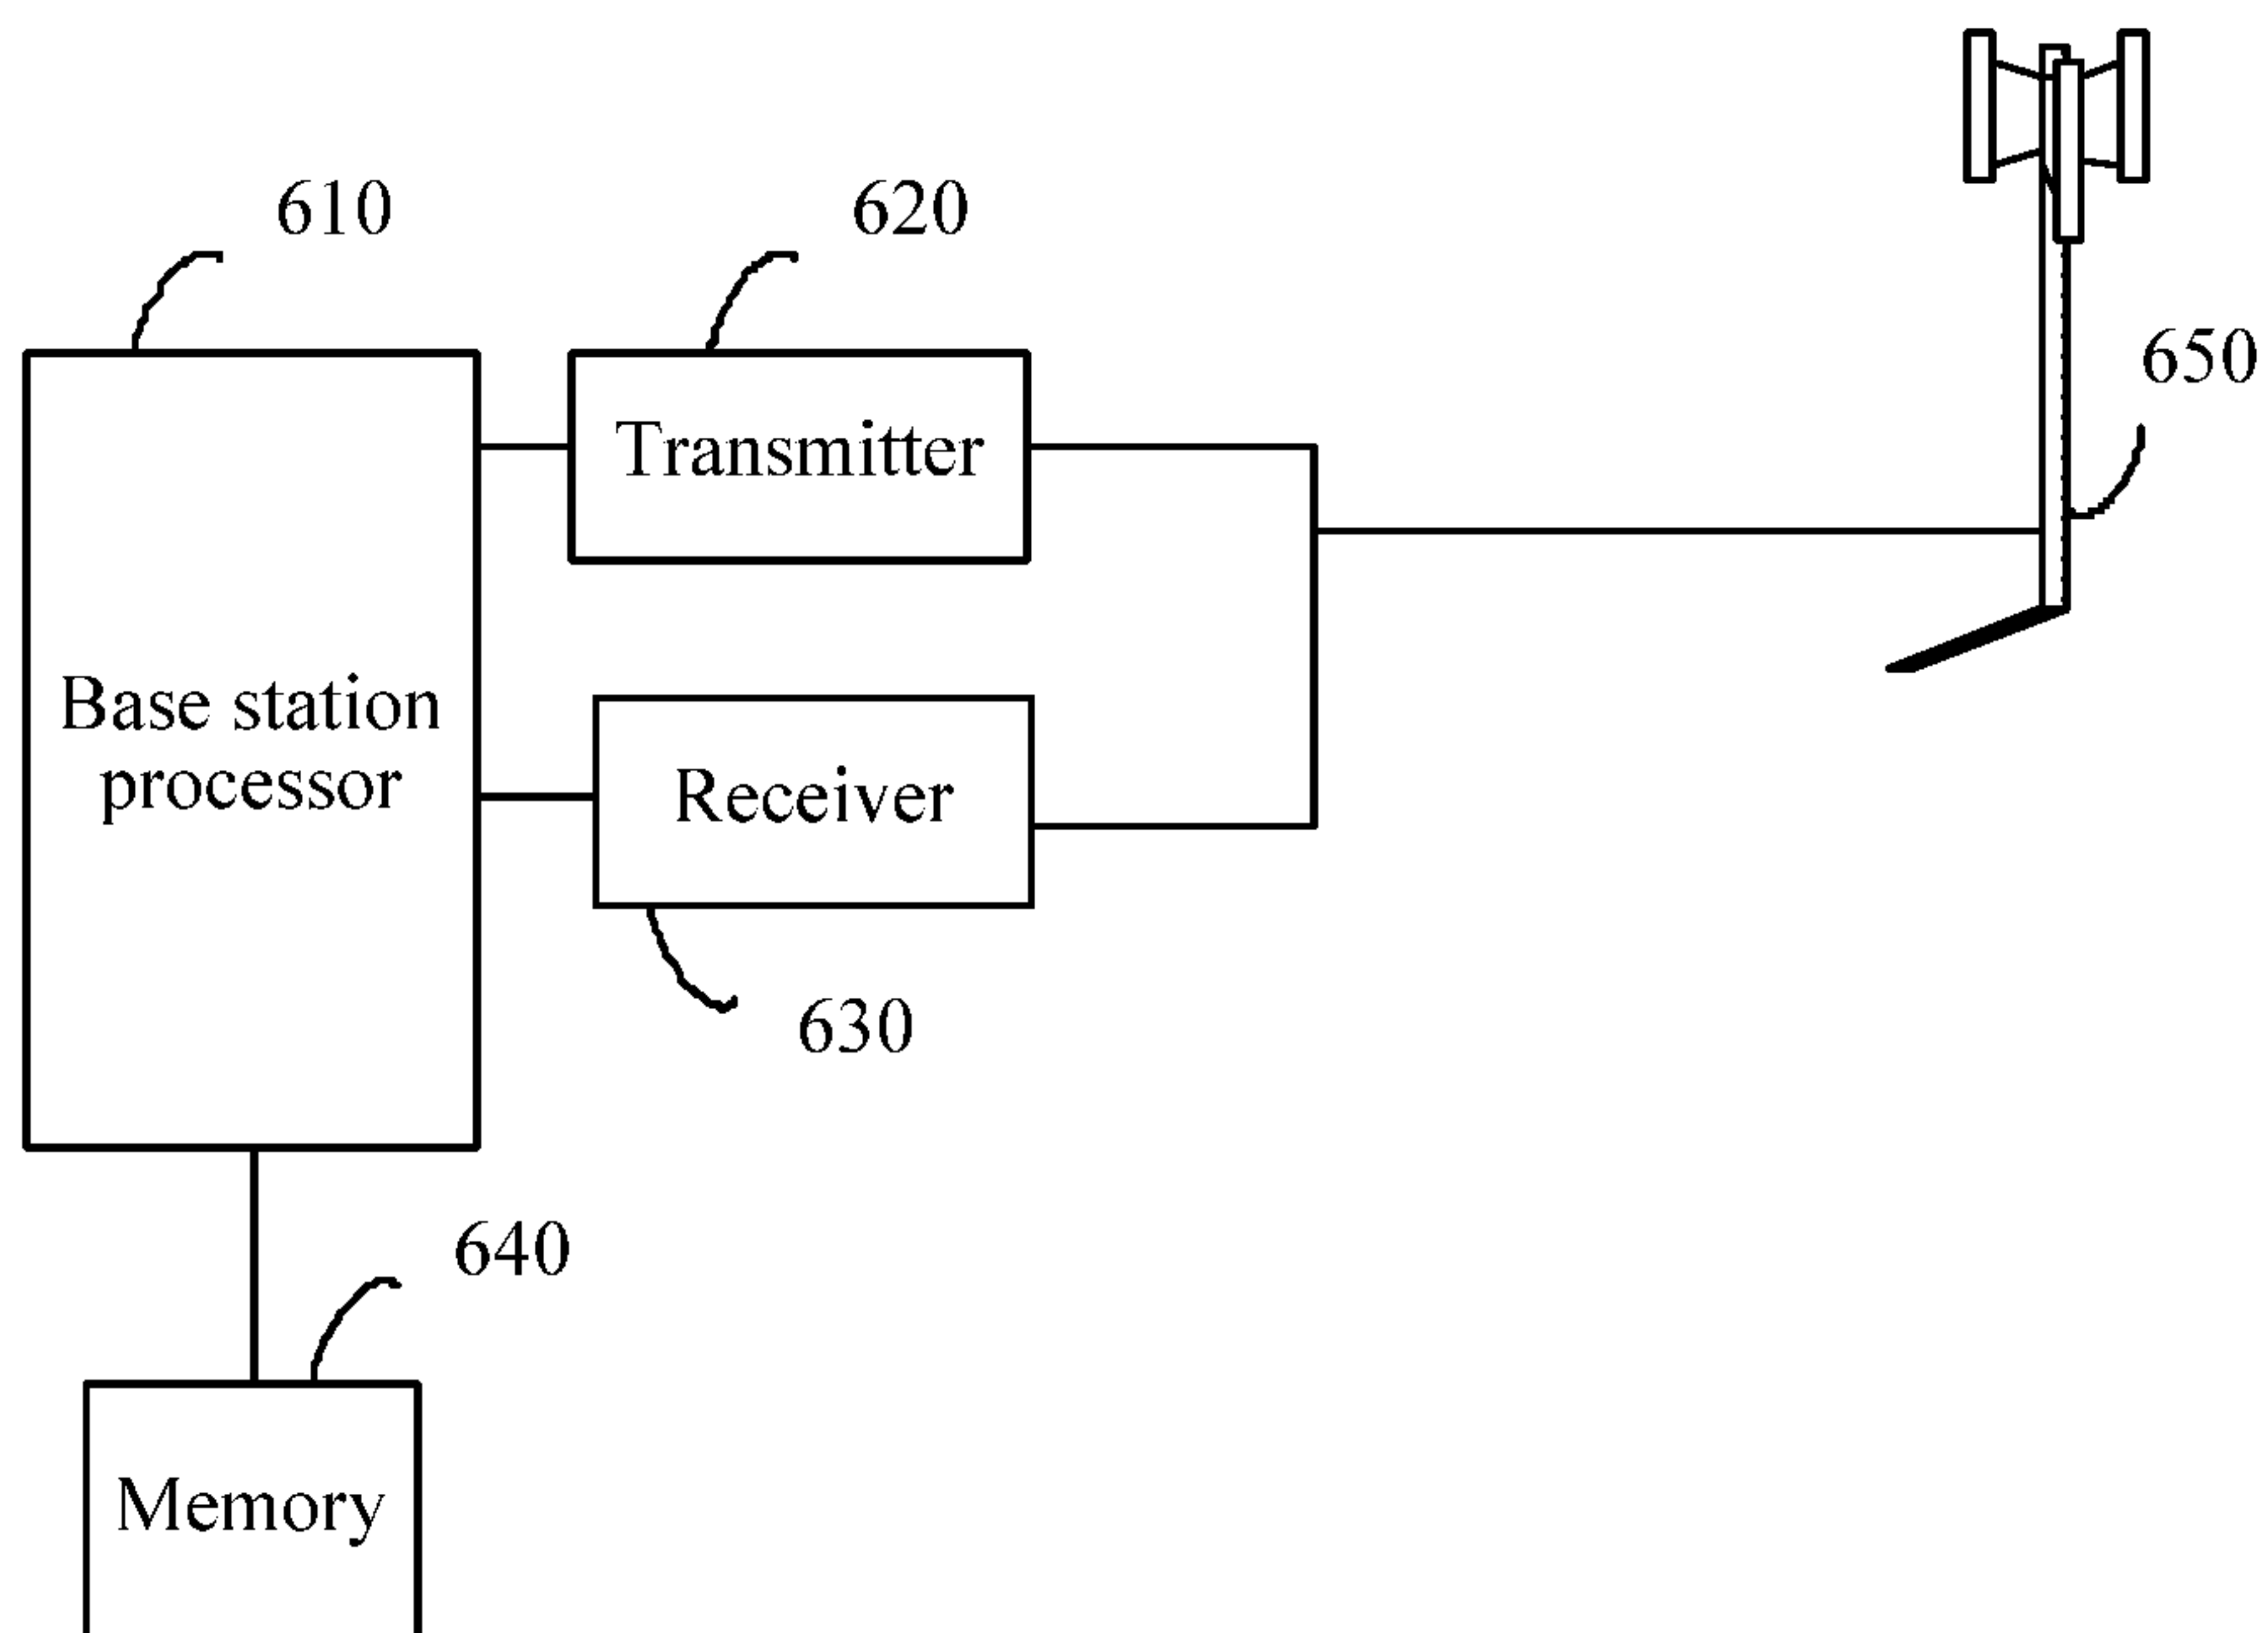 610
620
650
Transmitter
Base station
processor
Receiver
630
640
Memory